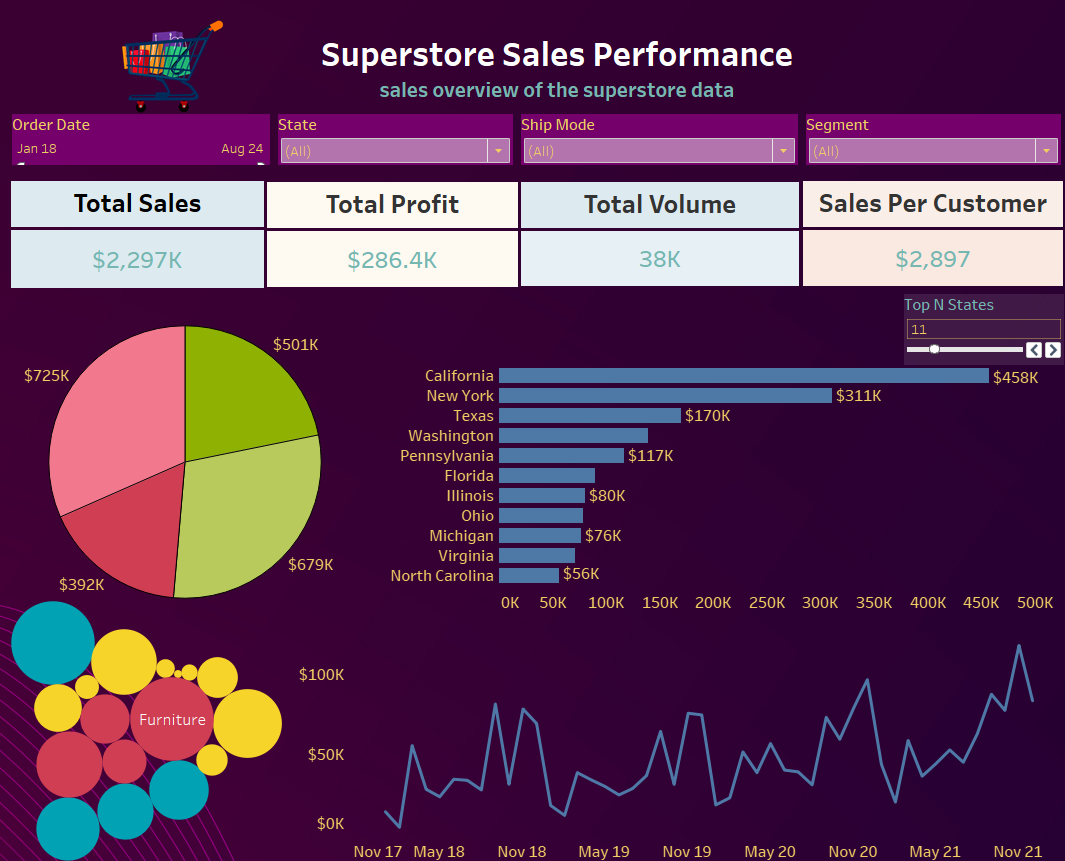 Superstore Sales Performance
sales overview of the superstore data
Order Date
Jan 18
Aug 24
State
(All)
Ship Mode
(All)
Segment
(All)
Total Sales
$2,297K
Total Profit
$286.4K
Total Volume
38K
Sales Per Customer
$2,897
Top N States
11
$501K
$725K
$679K
$392K
California $458K
New York $311K
Texas $170K
Washington
Pennsylvania $117K
Florida
Illinois $80K
Ohio
Michigan $76K
Virginia
North Carolina $56K
0K 50K 100K 150K 200K 250K 300K 350K 400K 450K 500K
Furniture
$100K
$50K
$0K
Nov 17 May 18 Nov 18 May 19 Nov 19 May 20 Nov 20 May 21 Nov 21